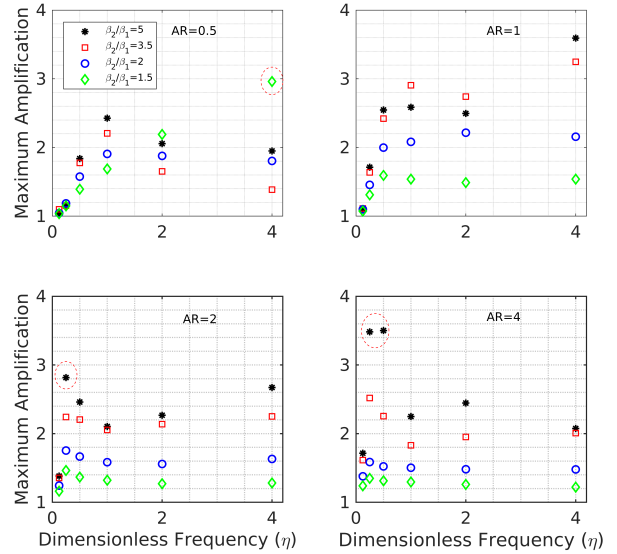 4
3
2
1
0
2
4
Maximum Amplification
AR=0.5
β2/β1=5
β2/β1=3.5
β2/β1=2
β2/β1=1.5
4
3
2
1
0
2
4
AR=1
4
3
2
1
0
2
4
Maximum Amplification
Dimensionless Frequency (η)
AR=2
4
3
2
1
0
2
4
Dimensionless Frequency (η)
AR=4